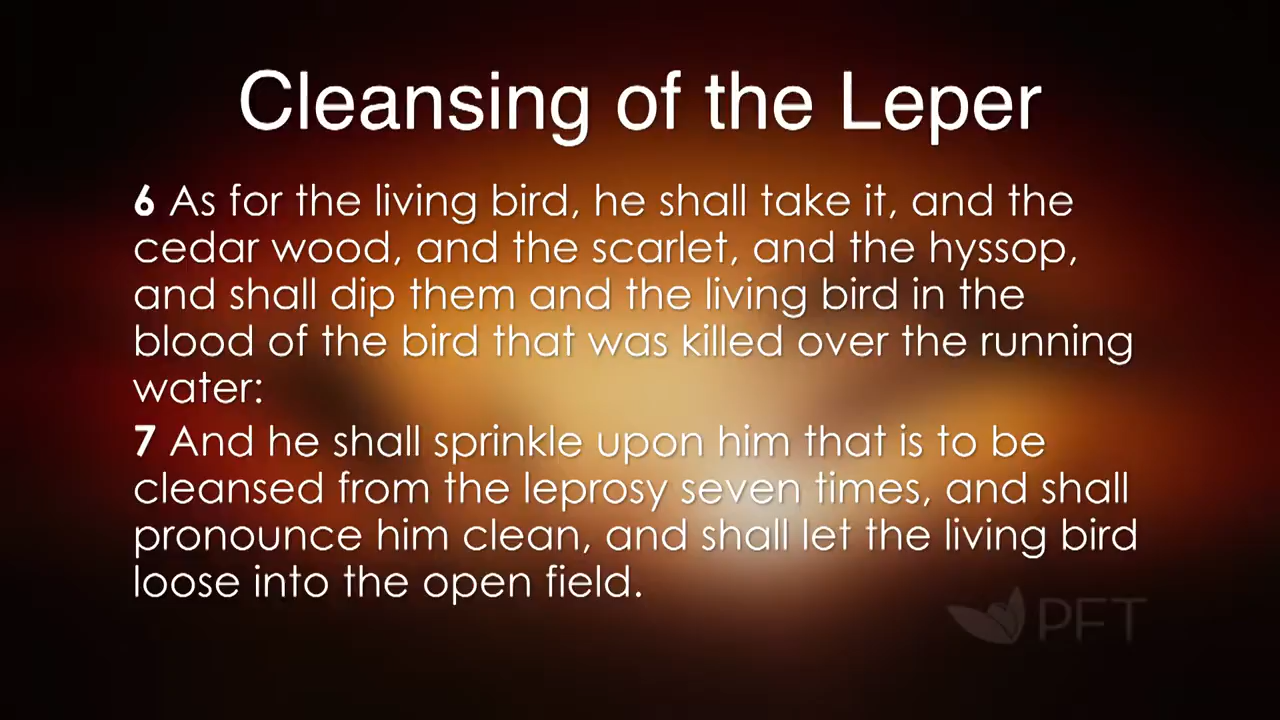 Cleansing of the Leper
6 As for the living bird, he shall take it, and the
cedar wood, and the scarlet, and the hyssop,
and shall dip them and the living bird in the
blood of the bird that was killed over the running
water:
7 And he shall sprinkle upon him that is to be
cleansed from the leprosy seven times, and shall
pronounce him clean, and shall let the living bird
loose into the open field.
PFT